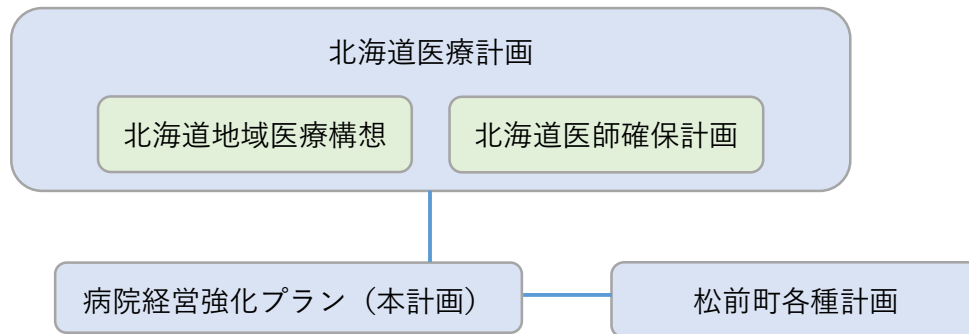 北海道医療計画
北海道地域医療構想
北海道医師確保計画
病院経営強化プラン（本計画）
松前町各種計画